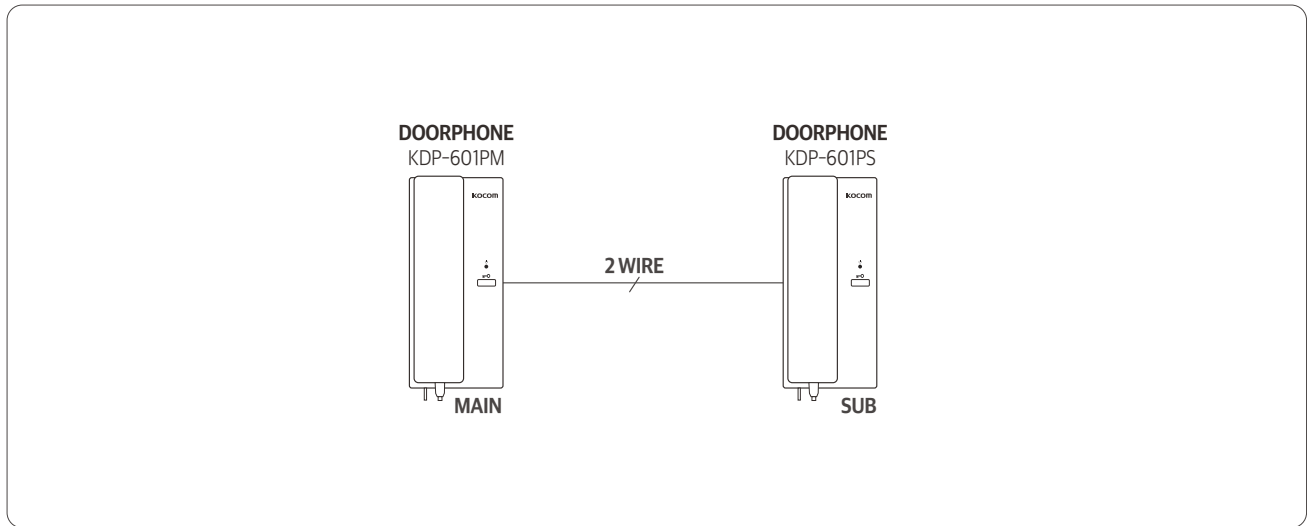 DOORPHONE
KDP-601PM
KOCOM
MAIN
2 WIRE
DOORPHONE
KDP-601PS
KOCOM
SUB